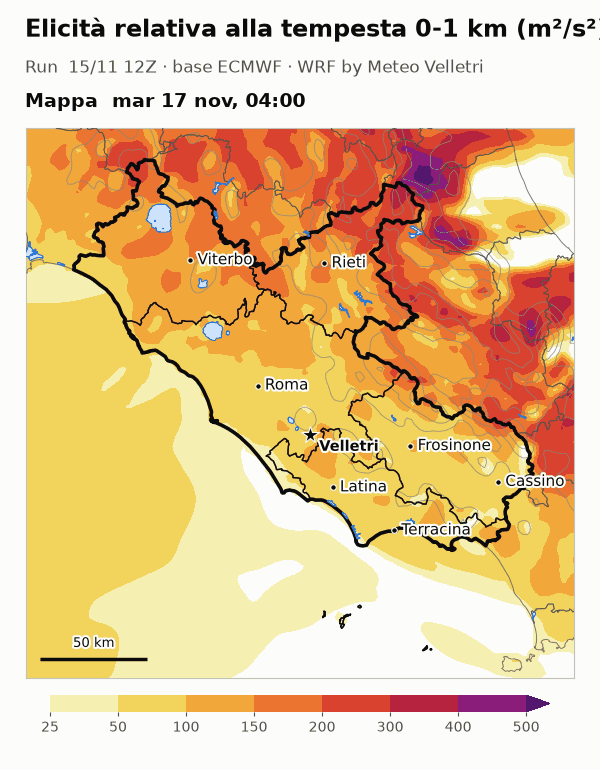 Elicità relativa alla tempesta 0-1 km (m²/s²)
Run 15/11 12Z · base ECMWF · WRF by Meteo Velletri
Mappa mar 17 nov, 04:00
Viterbo
Rieti
Roma
Velletri
Frosinone
Cassino
Latina
Terracina
50 km
25 50 100 150 200 300 400 500